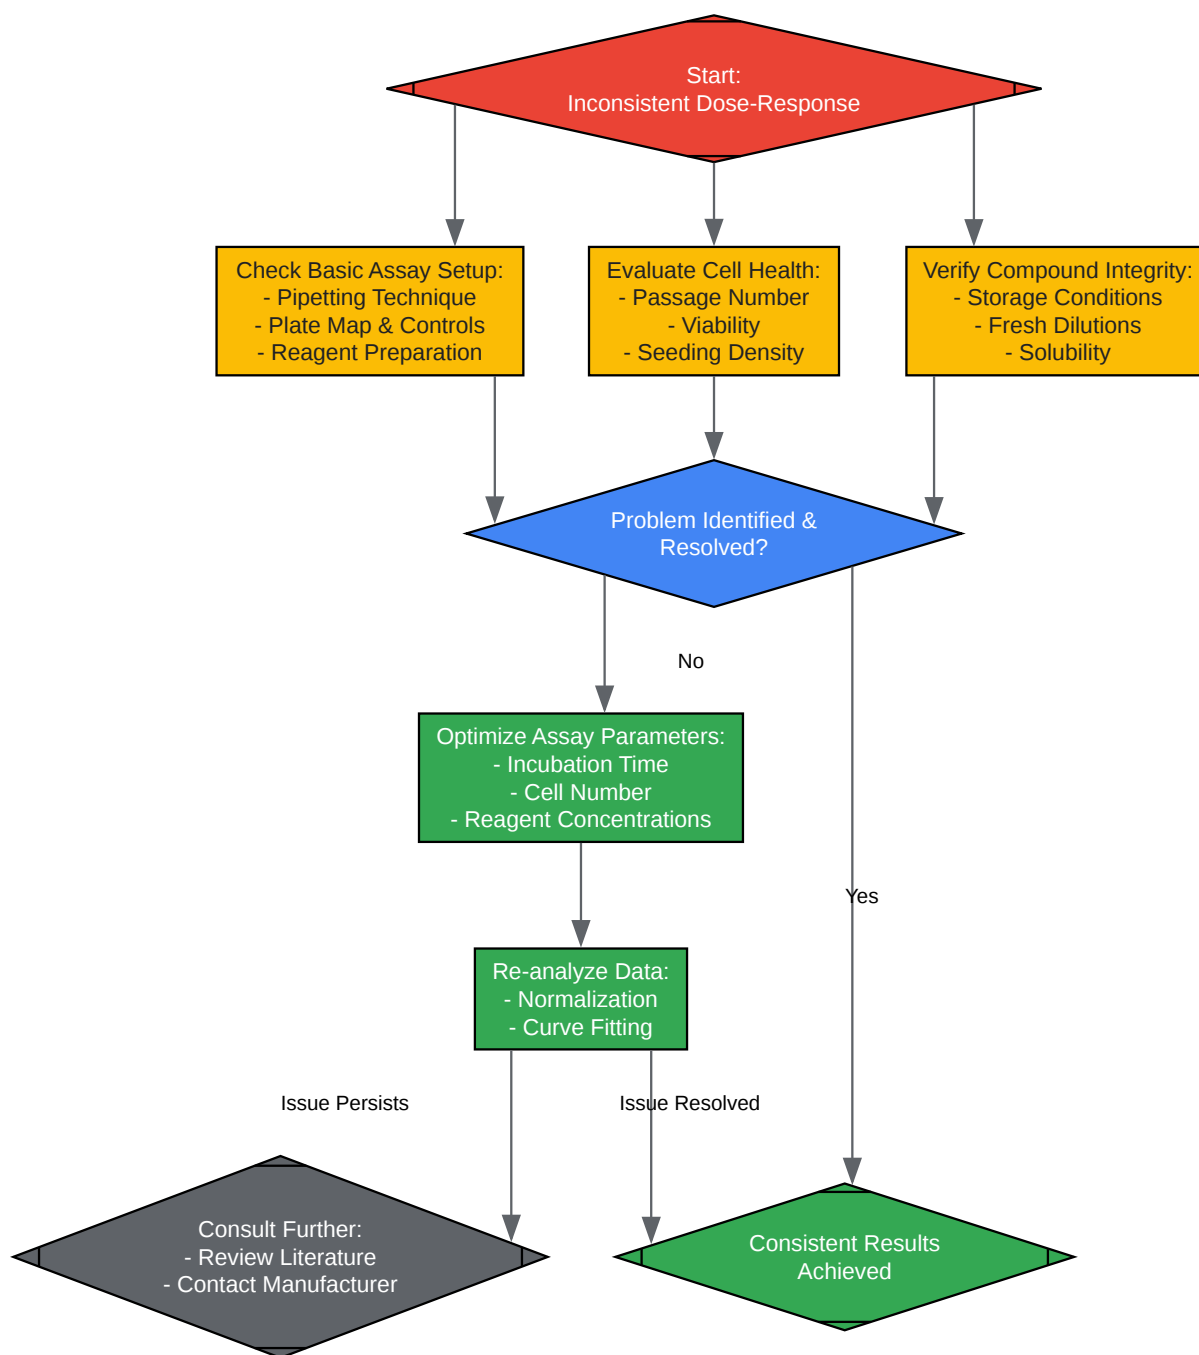 Start:
Inconsistent Dose-Response
Check Basic Assay Setup:
- Pipetting Technique
- Plate Map & Controls
- Reagent Preparation
Evaluate Cell Health:
- Passage Number
- Viability
- Seeding Density
Verify Compound Integrity:
- Storage Conditions
- Fresh Dilutions
- Solubility
Problem Identified &
Resolved?
No
Optimize Assay Parameters:
- Incubation Time
- Cell Number
- Reagent Concentrations
Yes
Re-analyze Data:
- Normalization
- Curve Fitting
Issue Persists
Issue Resolved
Consult Further:
- Review Literature
- Contact Manufacturer
Consistent Results
Achieved